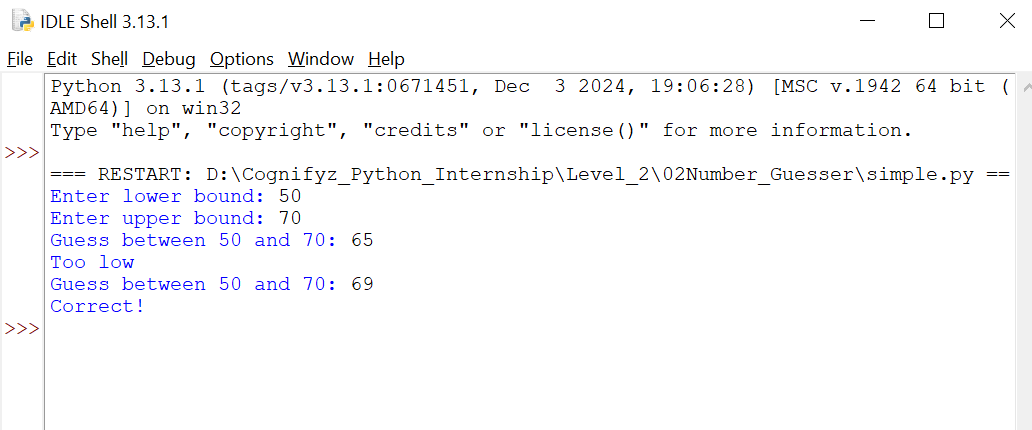 IDLE Shell 3.13.1
File Edit Shell Debug Options Window Help
Python 3.13.1 (tags/v3.13.1:0671451, Dec  3 2024, 19:06:28) [MSC v.1942 64 bit (
AMD64)] on win32
Type "help", "copyright", "credits" or "license()" for more information.
>>>
=== RESTART: D:\Cognifyz_Python_Internship\Level_2\02Number_Guesser\simple.py ==
Enter lower bound: 50
Enter upper bound: 70
Guess between 50 and 70: 65
Too low
Guess between 50 and 70: 69
Correct!
>>>